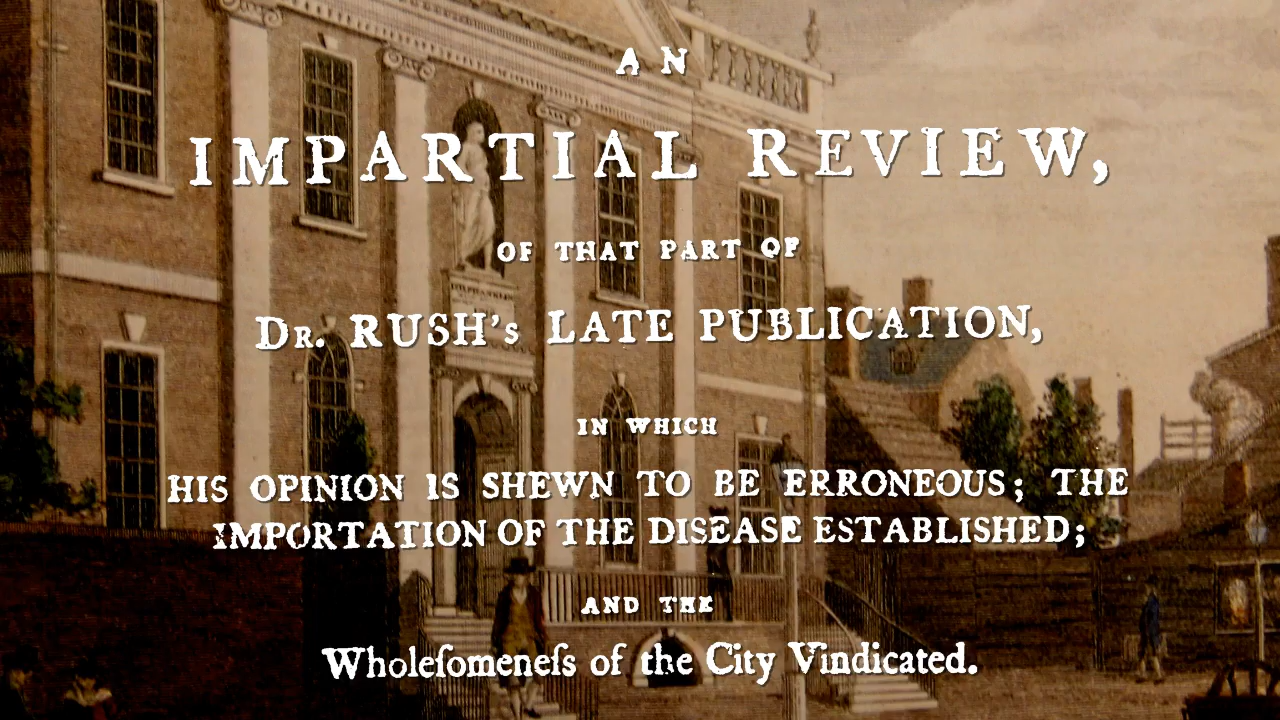 AN
IMPARTIAL REVIEW,
OF THAT PART OF
DR. RUSH's LATE PUBLICATION,
IN WHICH
HIS OPINION IS SHEWN TO BE ERRONEOUS; THE
IMPORTATION OF THE DISEASE ESTABLISHED;
AND THE
Wholeſomeneſs of the City Vindicated.